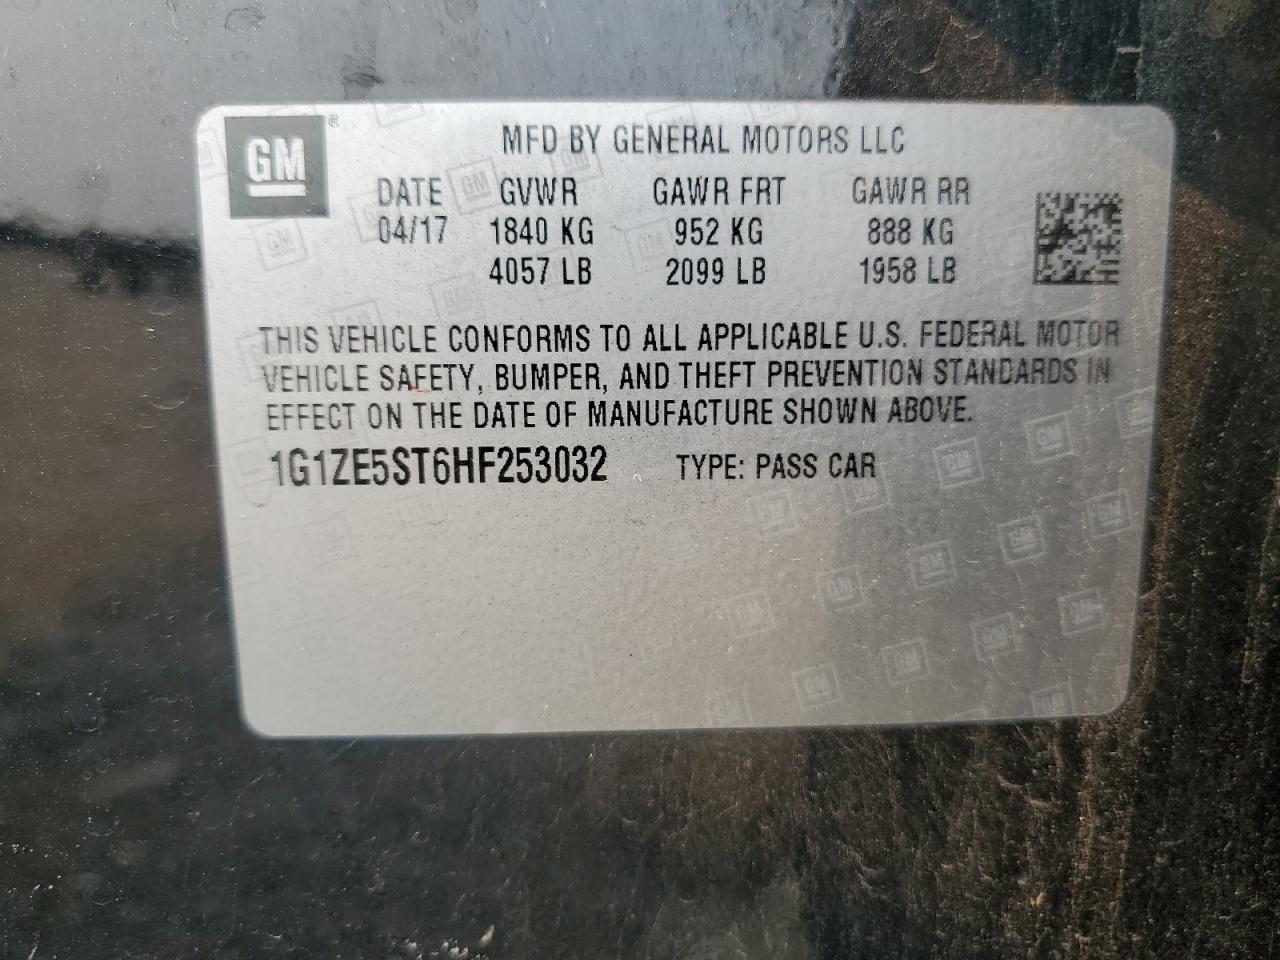 GM®
MFD BY GENERAL MOTORS LLC
DATE GVWR GAWR FRT GAWR RR
04/17 1840 KG 952 KG 888 KG
4057 LB 2099 LB 1958 LB
THIS VEHICLE CONFORMS TO ALL APPLICABLE U.S. FEDERAL MOTOR
VEHICLE SAFETY, BUMPER, AND THEFT PREVENTION STANDARDS IN
EFFECT ON THE DATE OF MANUFACTURE SHOWN ABOVE.
1G1ZE5ST6HF253032 TYPE: PASS CAR